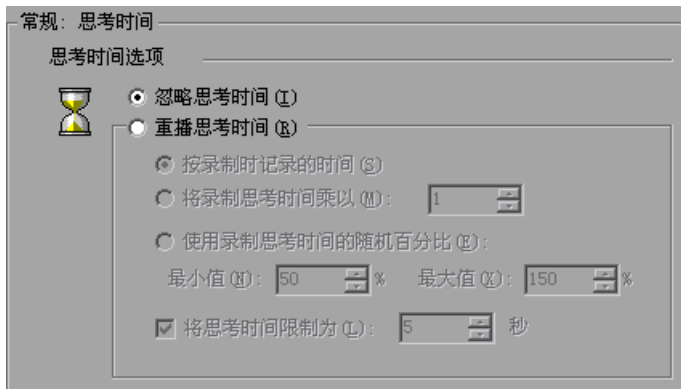 常规: 思考时间
思考时间选项
忽略思考时间(I)
重播思考时间(R)
按录制时记录的时间(S)
将录制思考时间乘以(M): 1
使用录制思考时间的随机百分比(E):
最小值(N): 50 % 最大值(X): 150 %
将思考时间限制为(L): 5 秒